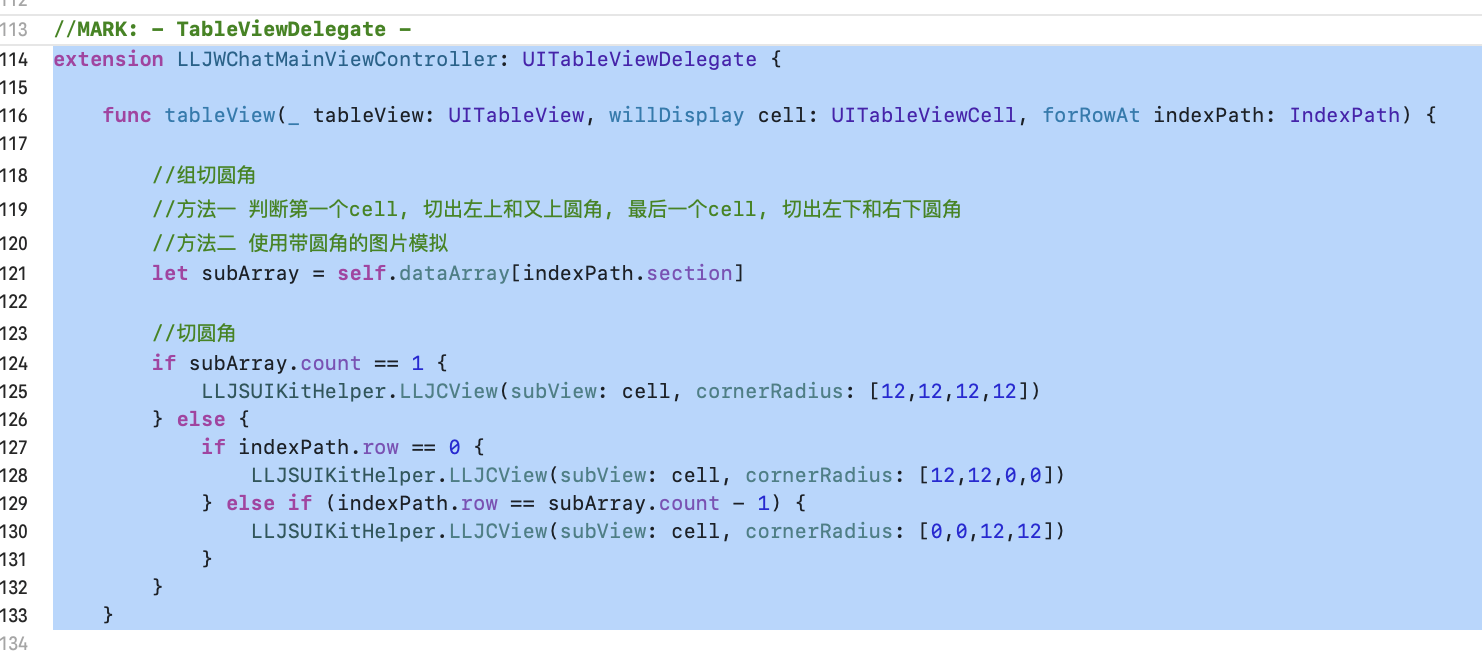 112
113 //MARK: - TableViewDelegate -
114 extension LLJWChatMainViewController: UITableViewDelegate {
115
116     func tableView(_ tableView: UITableView, willDisplay cell: UITableViewCell, forRowAt indexPath: IndexPath) {
117
118         //组切圆角
119         //方法一 判断第一个cell, 切出左上和又上圆角, 最后一个cell, 切出左下和右下圆角
120         //方法二 使用带圆角的图片模拟
121         let subArray = self.dataArray[indexPath.section]
122
123         //切圆角
124         if subArray.count == 1 {
125             LLJSUIKitHelper.LLJCView(subView: cell, cornerRadius: [12,12,12,12])
126         } else {
127             if indexPath.row == 0 {
128                 LLJSUIKitHelper.LLJCView(subView: cell, cornerRadius: [12,12,0,0])
129             } else if (indexPath.row == subArray.count - 1) {
130                 LLJSUIKitHelper.LLJCView(subView: cell, cornerRadius: [0,0,12,12])
131             }
132         }
133     }
134